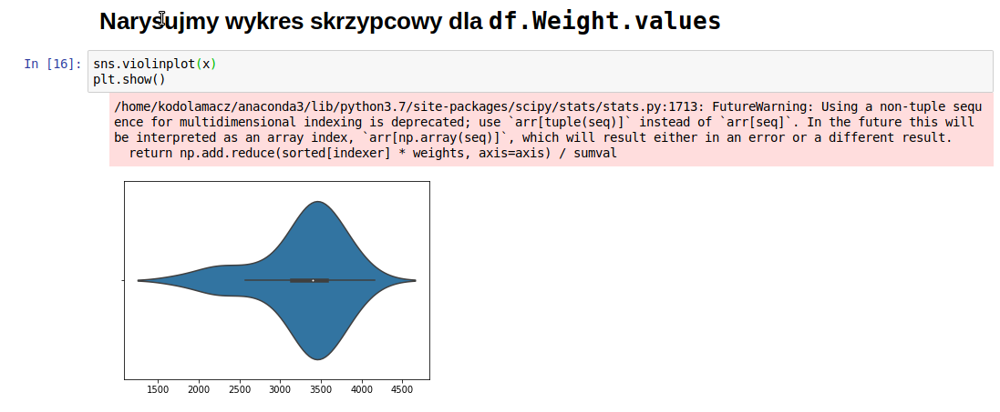 Narysujmy wykres skrzypcowy dla df.Weight.values
In [16]:
sns.violinplot(x)
plt.show()
/home/kodolamacz/anaconda3/lib/python3.7/site-packages/scipy/stats/stats.py:1713: FutureWarning: Using a non-tuple sequ
ence for multidimensional indexing is deprecated; use `arr[tuple(seq)]` instead of `arr[seq]`. In the future this will
be interpreted as an array index, `arr[np.array(seq)]`, which will result either in an error or a different result.
  return np.add.reduce(sorted[indexer] * weights, axis=axis) / sumval
1500 2000 2500 3000 3500 4000 4500